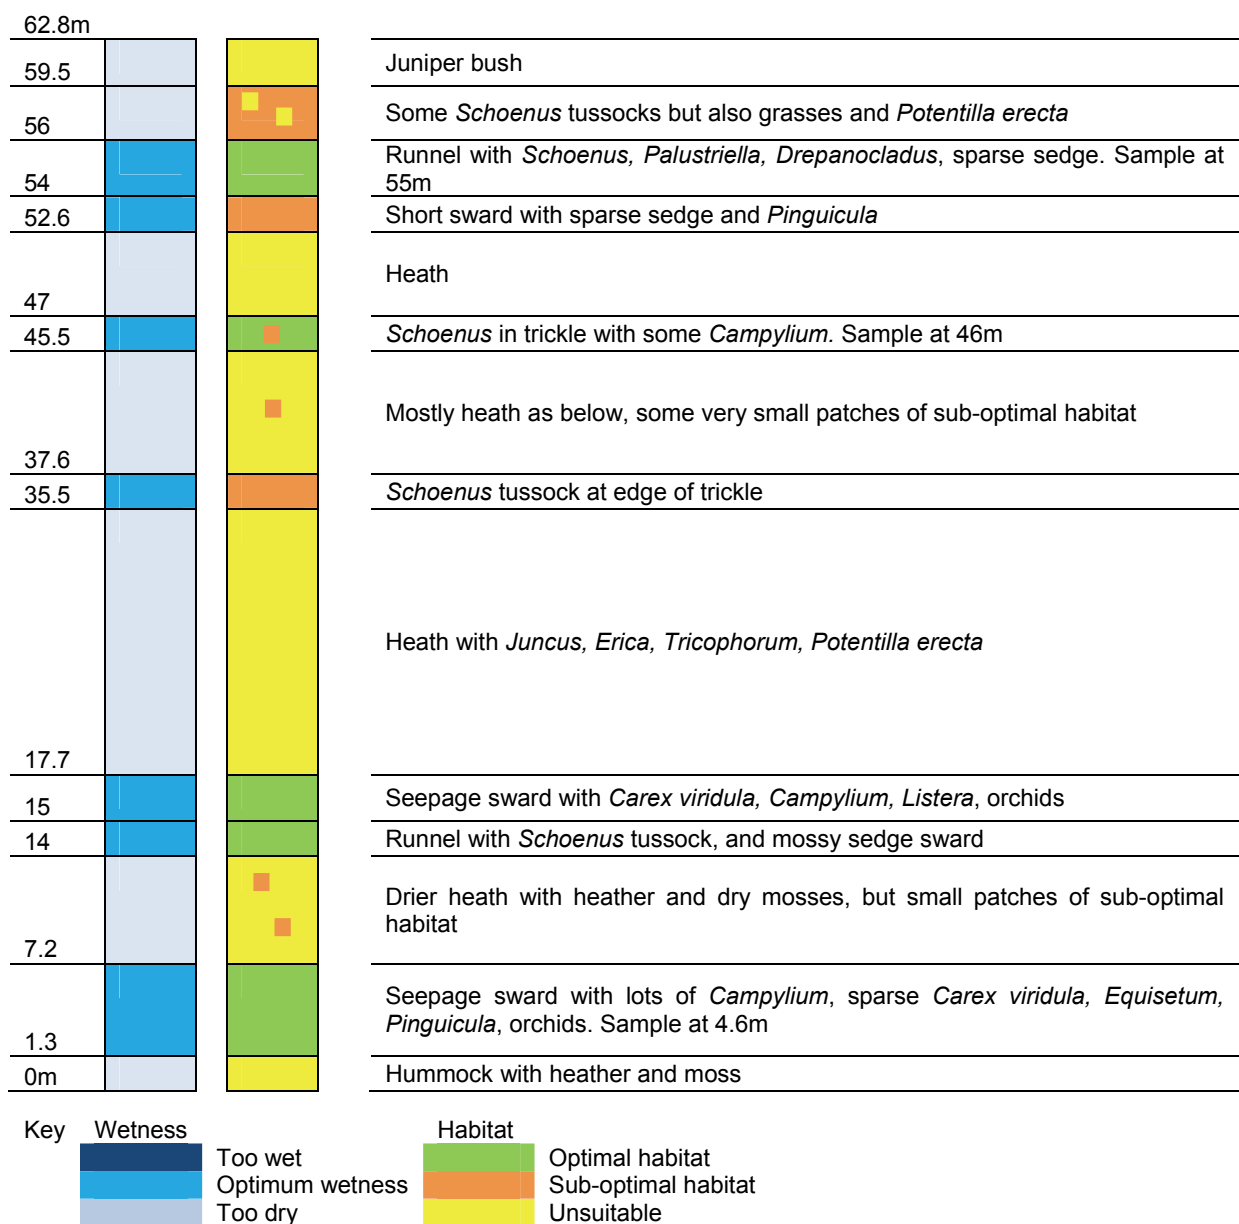 62.8m
59.5
Juniper bush
56
Some Schoenus tussocks but also grasses and Potentilla erecta
54
Runnel with Schoenus, Palustriella, Drepanocladus, sparse sedge. Sample at
55m
52.6
Short sward with sparse sedge and Pinguicula
47
Heath
45.5
Schoenus in trickle with some Campylium. Sample at 46m
37.6
Mostly heath as below, some very small patches of sub-optimal habitat
35.5
Schoenus tussock at edge of trickle
17.7
Heath with Juncus, Erica, Tricophorum, Potentilla erecta
15
Seepage sward with Carex viridula, Campylium, Listera, orchids
14
Runnel with Schoenus tussock, and mossy sedge sward
7.2
Drier heath with heather and dry mosses, but small patches of sub-optimal
habitat
1.3
Seepage sward with lots of Campylium, sparse Carex viridula, Equisetum,
Pinguicula, orchids. Sample at 4.6m
0m
Hummock with heather and moss
Key Wetness Habitat
Too wet Optimal habitat
Optimum wetness Sub-optimal habitat
Too dry Unsuitable